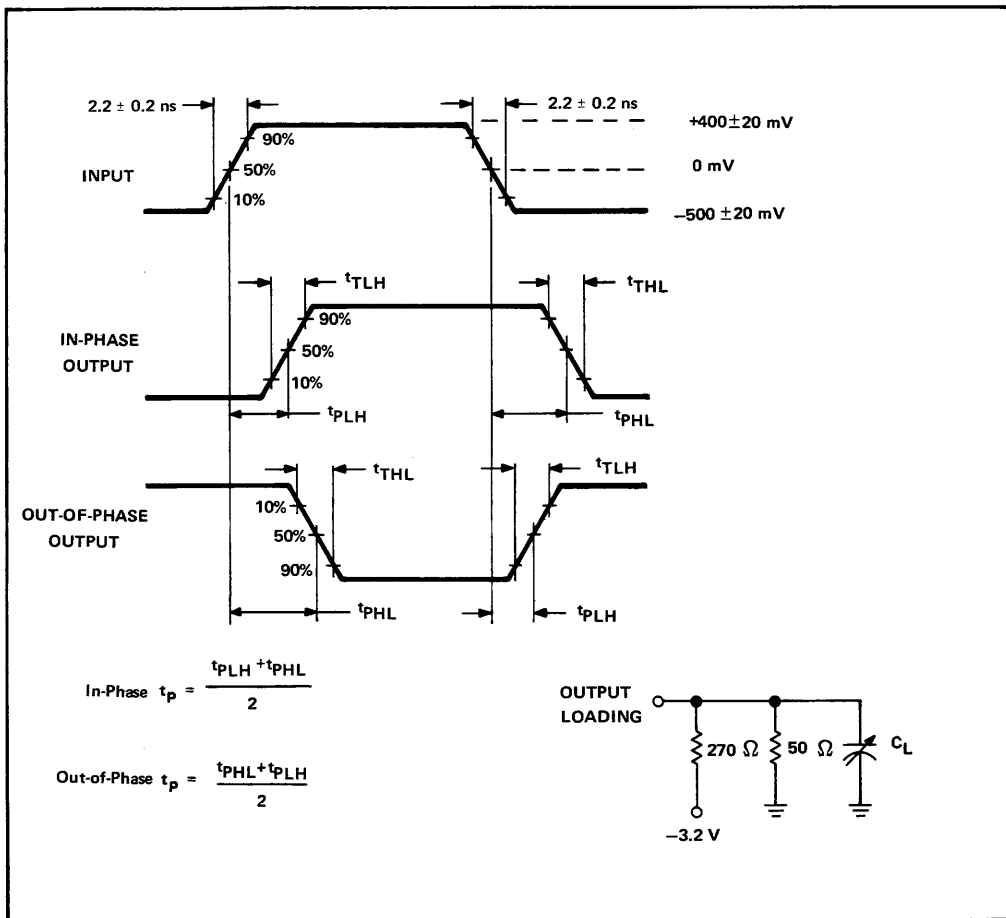 2.2 ± 0.2 ns
2.2 ± 0.2 ns
+400±20 mV
90%
INPUT
50%
0 mV
10%
−500 ±20 mV
tTLH
tTHL
90%
IN-PHASE
OUTPUT
50%
10%
tPLH
tPHL
tTHL
tTLH
OUT-OF-PHASE
OUTPUT
10%
50%
90%
tPHL
tPLH
In-Phase tp = tPLH +tPHL
2
Out-of-Phase tp = tPHL+tPLH
2
OUTPUT
LOADING
270 Ω
50 Ω
CL
−3.2 V